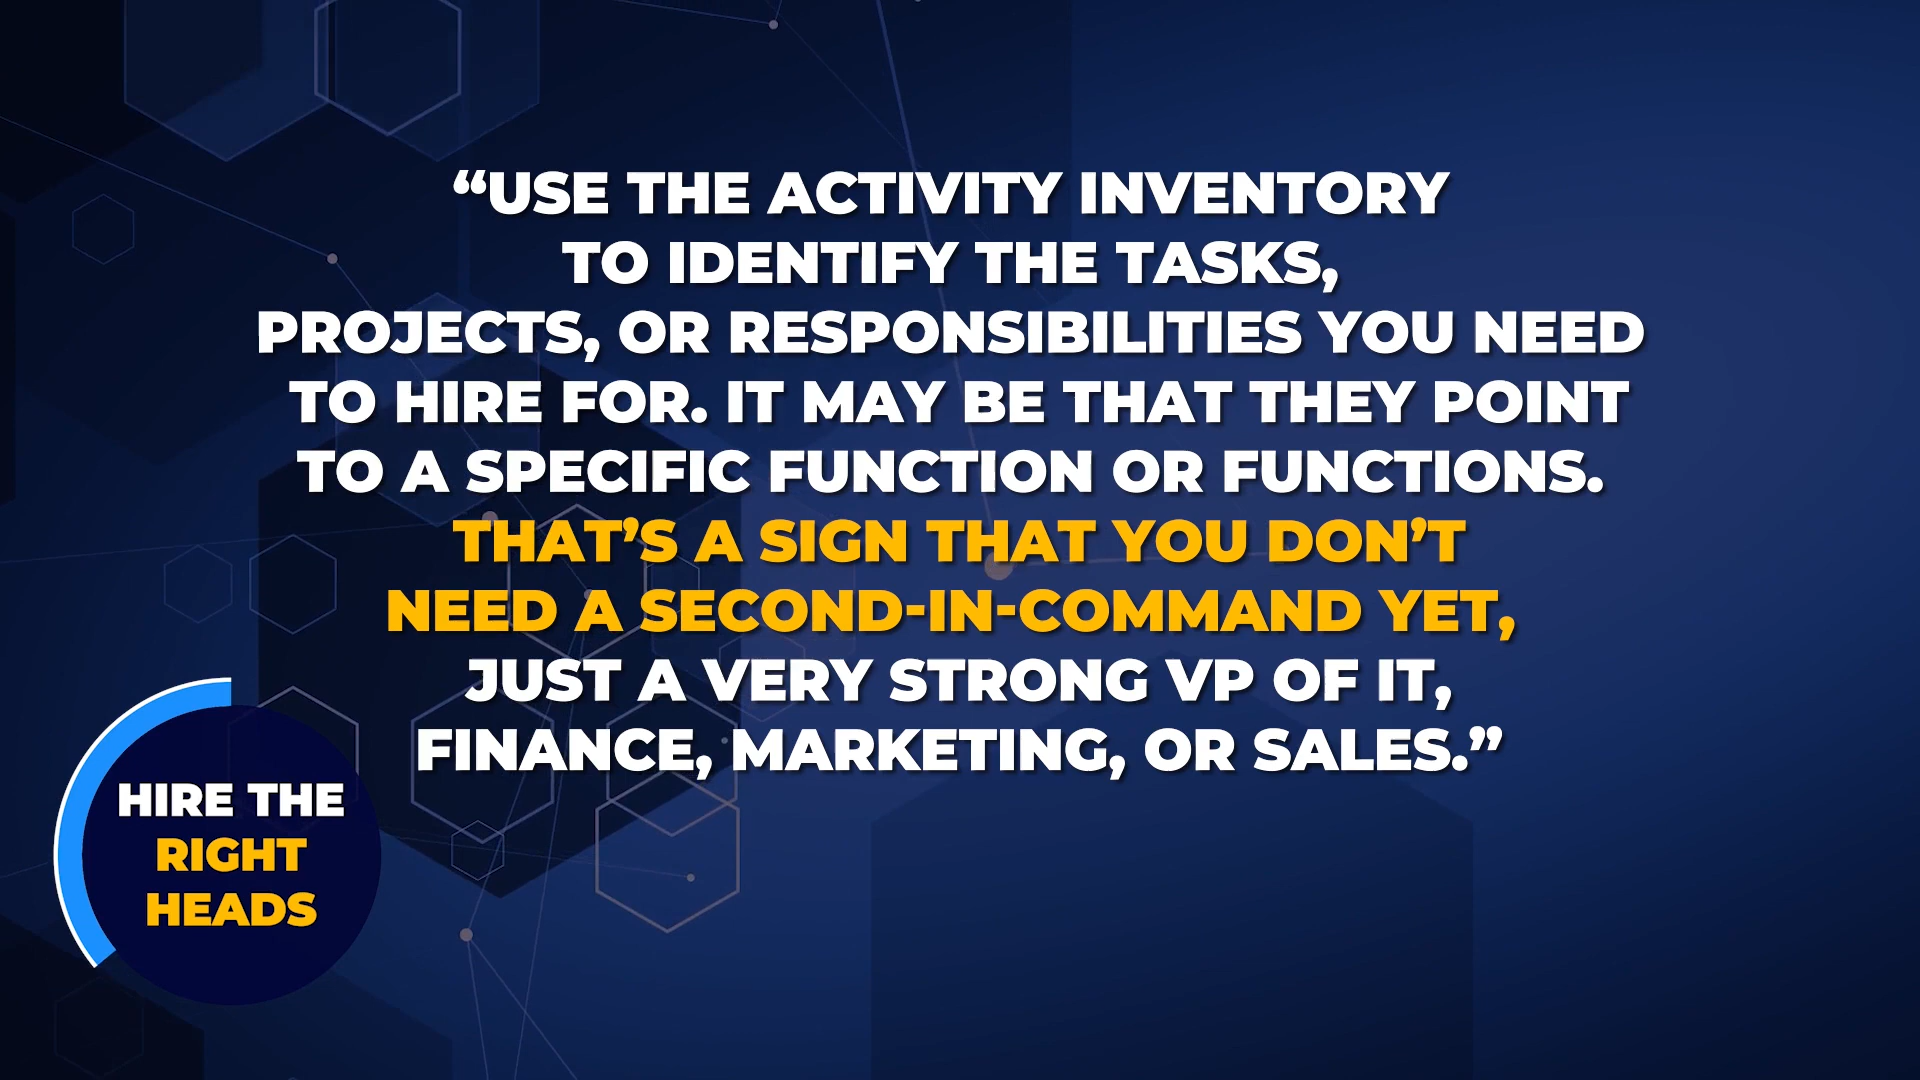 “USE THE ACTIVITY INVENTORY
TO IDENTIFY THE TASKS,
PROJECTS, OR RESPONSIBILITIES YOU NEED
TO HIRE FOR. IT MAY BE THAT THEY POINT
TO A SPECIFIC FUNCTION OR FUNCTIONS.
THAT’S A SIGN THAT YOU DON’T
NEED A SECOND-IN-COMMAND YET,
JUST A VERY STRONG VP OF IT,
FINANCE, MARKETING, OR SALES.”
HIRE THE
RIGHT
HEADS